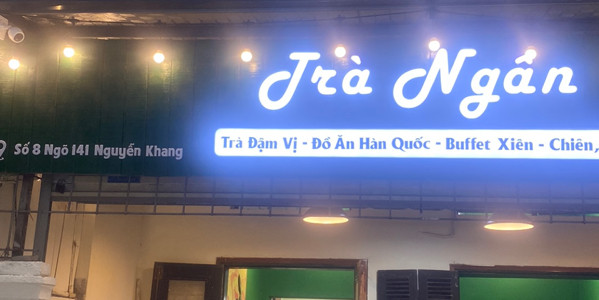 Trà Ngân
Trà Đậm Vị - Đồ Ăn Hàn Quốc - Buffet Xiên - Chiên,
Số 8 Ngõ 141 Nguyễn Khang